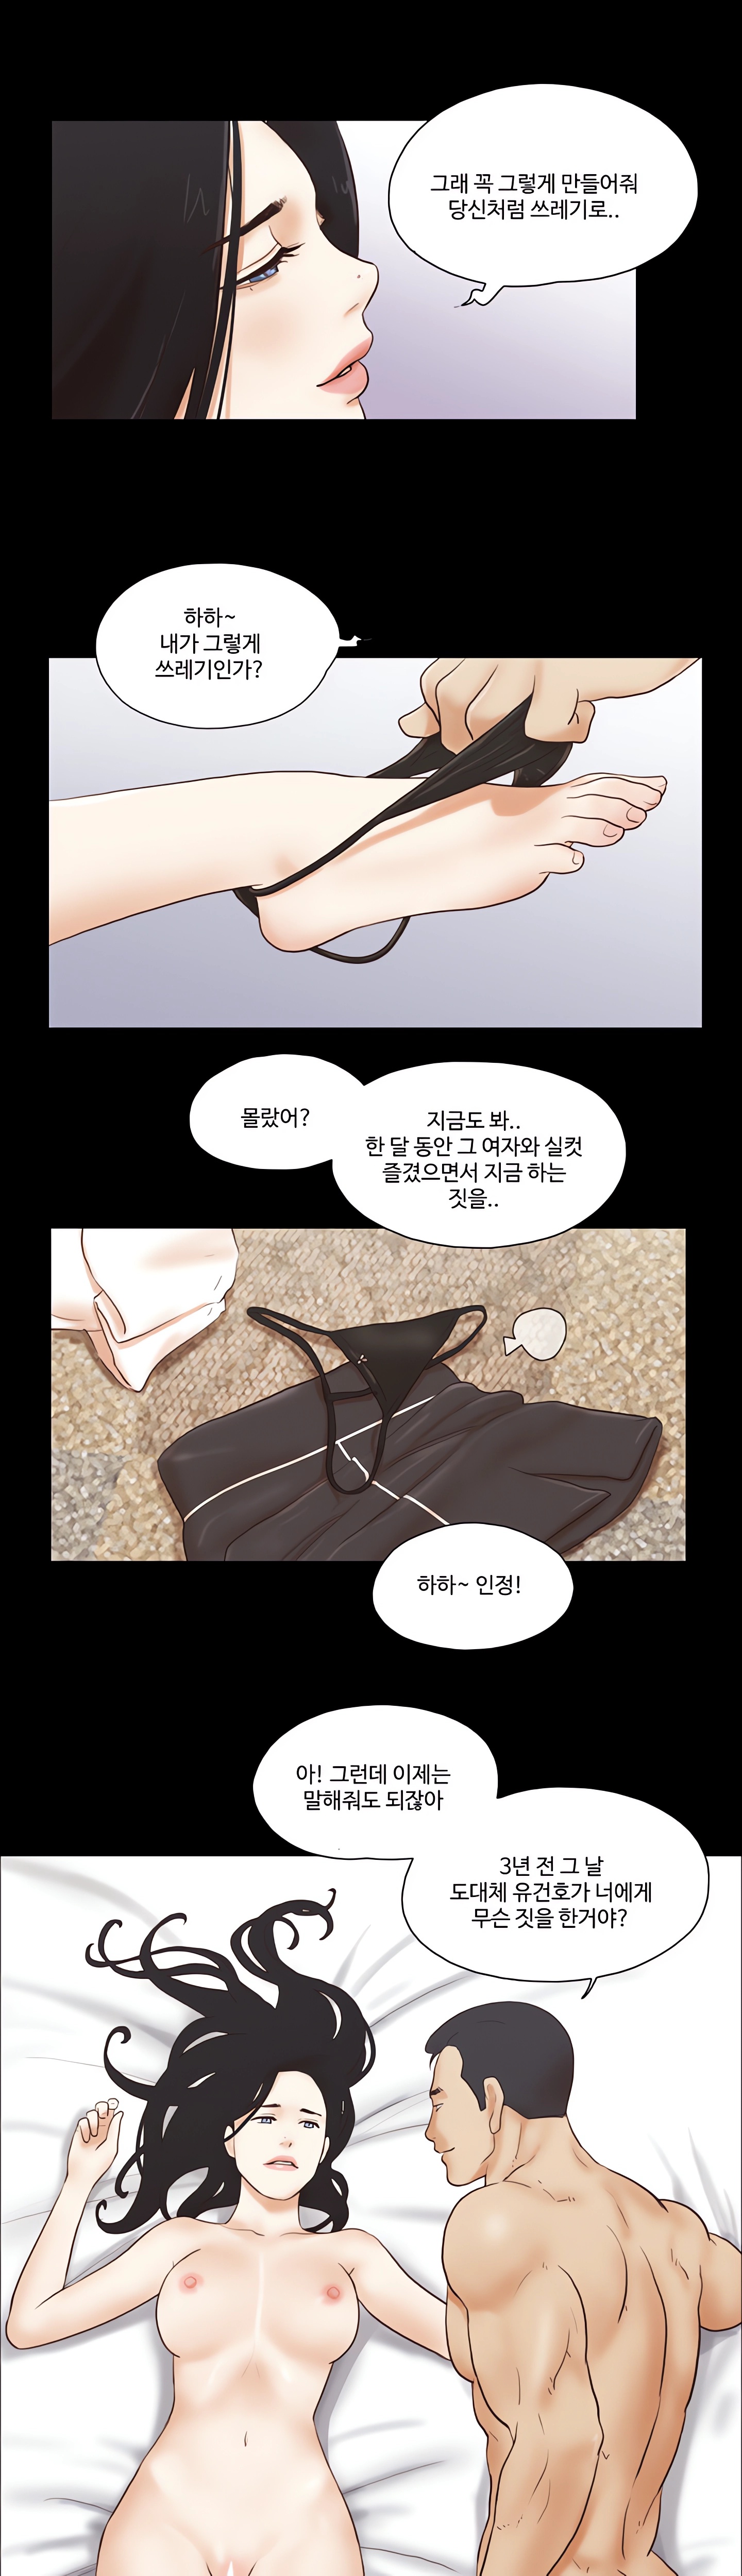 그래 꼭 그렇게 만들어줘
당신처럼 쓰레기로..
하하~
내가 그렇게
쓰레기인가?
몰랐어?
지금도 봐..
한 달 동안 그 여자와 실컷
즐겼으면서 지금 하는
짓을..
하하~ 인정!
아! 그런데 이제는
말해줘도 되잖아
3년 전 그 날
도대체 유건호가 너에게
무슨 짓을 한거야?